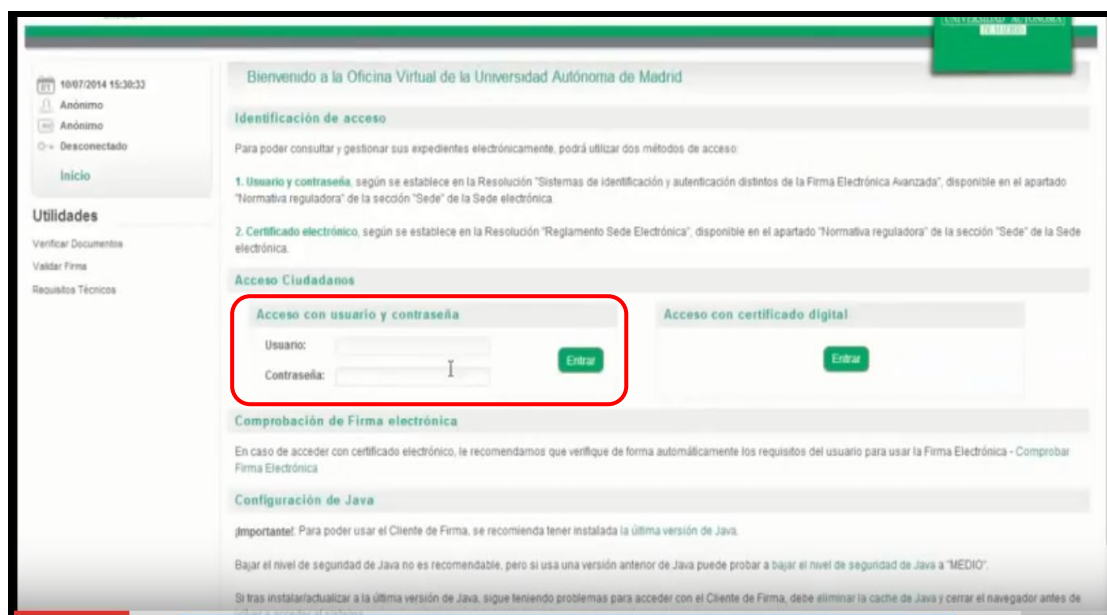 UNIVERSIDAD AUTONOMA
DE MADRID
10/07/2014 15:30:33
Anónimo
Anónimo
Desconectado
Inicio
Utilidades
Verificar Documentos
Validar Firma
Requisitos Técnicos
Bienvenido a la Oficina Virtual de la Universidad Autónoma de Madrid
Identificación de acceso
Para poder consultar y gestionar sus expedientes electrónicamente, podrá utilizar dos métodos de acceso:
1. Usuario y contraseña, según se establece en la Resolución "Sistemas de identificación y autenticación distintos de la Firma Electrónica Avanzada", disponible en el apartado
"Normativa reguladora" de la sección "Sede" de la Sede electrónica.
2. Certificado electrónico, según se establece en la Resolución "Reglamento Sede Electrónica", disponible en el apartado "Normativa reguladora" de la sección "Sede" de la Sede
electrónica.
Acceso Ciudadanos
Acceso con usuario y contraseña
Usuario:
Contraseña:
Entrar
Acceso con certificado digital
Entrar
Comprobación de Firma electrónica
En caso de acceder con certificado electrónico, le recomendamos que verifique de forma automáticamente los requisitos del usuario para usar la Firma Electrónica - Comprobar
Firma Electrónica
Configuración de Java
¡Importante!: Para poder usar el Cliente de Firma, se recomienda tener instalada la última versión de Java.
Bajar el nivel de seguridad de Java no es recomendable, pero si usa una versión anterior de Java puede probar a bajar el nivel de seguridad de Java a "MEDIO".
Si tras instalar/actualizar a la última versión de Java, sigue teniendo problemas para acceder con el Cliente de Firma, debe eliminar la cache de Java y cerrar el navegador antes de